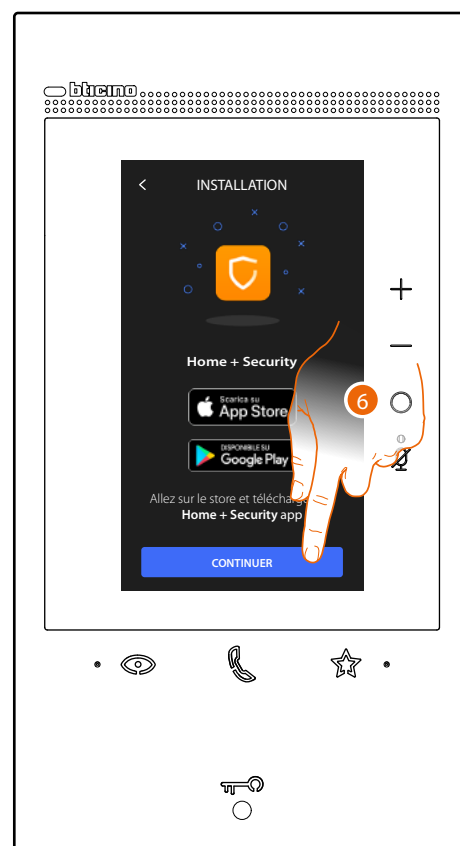 bticino
INSTALLATION
Home + Security
Scarica su
App Store
DISPONIBILE SU
Google Play
Allez sur le store et
Home + Security app
CONTINUER
6